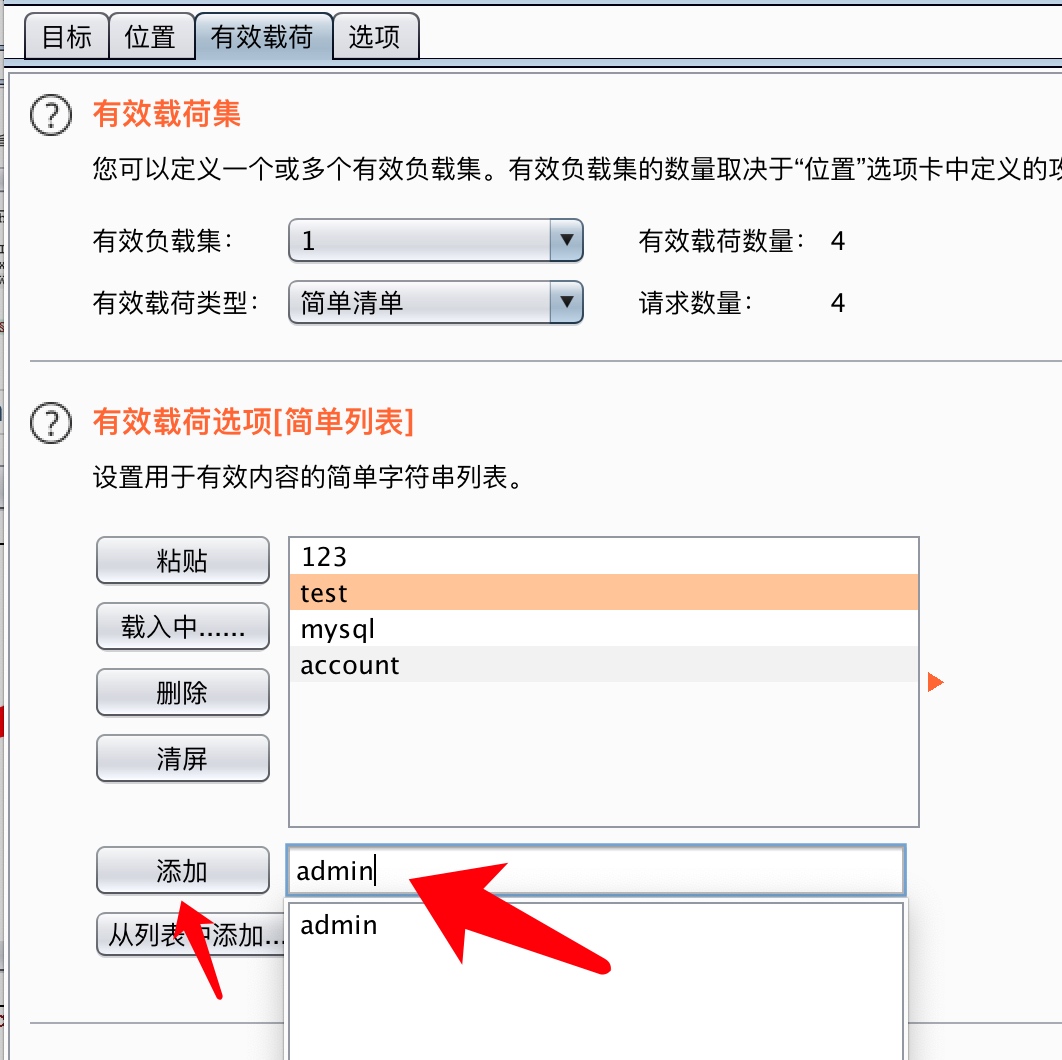 目标 位置 有效载荷 选项
有效载荷集
您可以定义一个或多个有效负载集。有效负载集的数量取决于“位置”选项卡中定义的
有效负载集： 1 有效载荷数量： 4
有效载荷类型： 简单清单 请求数量： 4
有效载荷选项[简单列表]
设置用于有效内容的简单字符串列表。
粘贴
载入中......
删除
清屏
123
test
mysql
account
添加 admin
从列表中添加...
admin